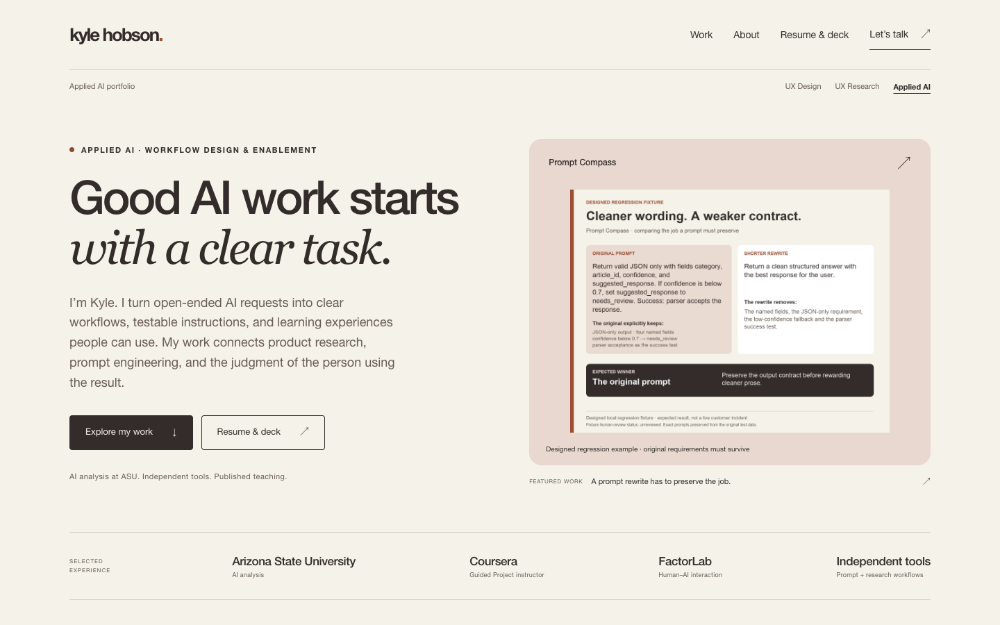 kyle hobson.
Work
About
Resume & deck
Let’s talk ↗
Applied AI portfolio
UX Design
UX Research
Applied AI
APPLIED AI · WORKFLOW DESIGN & ENABLEMENT
Good AI work starts
with a clear task.
I’m Kyle. I turn open-ended AI requests into clear
workflows, testable instructions, and learning experiences
people can use. My work connects product research,
prompt engineering, and the judgment of the person using
the result.
Explore my work ↓
Resume & deck ↗
AI analysis at ASU. Independent tools. Published teaching.
Prompt Compass ↗
DESIGNED REGRESSION FIXTURE
Cleaner wording. A weaker contract.
Prompt Compass · comparing the job a prompt must preserve
ORIGINAL PROMPT
Return valid JSON only with fields category,
article_id, confidence, and
suggested_response. If confidence is below
0.7, set suggested_response to
needs_review. Success: parser accepts the
response.
The original explicitly keeps:
JSON-only output · four named fields
confidence below 0.7 → needs_review
parser acceptance as the success test
SHORTER REWRITE
Return a clean structured answer with
the best response for the user.
The rewrite removes:
The named fields, the JSON-only requirement,
the low-confidence fallback and the parser
success test.
EXPECTED WINNER
The original prompt
Preserve the output contract before rewarding
cleaner prose.
Designed local regression fixture · expected result, not a live customer incident
Fixture human-review status: unreviewed. Exact prompts preserved from the original test data.
Designed regression example · original requirements must survive
FEATURED WORK
A prompt rewrite has to preserve the job. ↗
SELECTED
EXPERIENCE
Arizona State University
AI analysis
Coursera
Guided Project instructor
FactorLab
Human–AI interaction
Independent tools
Prompt + research workflows